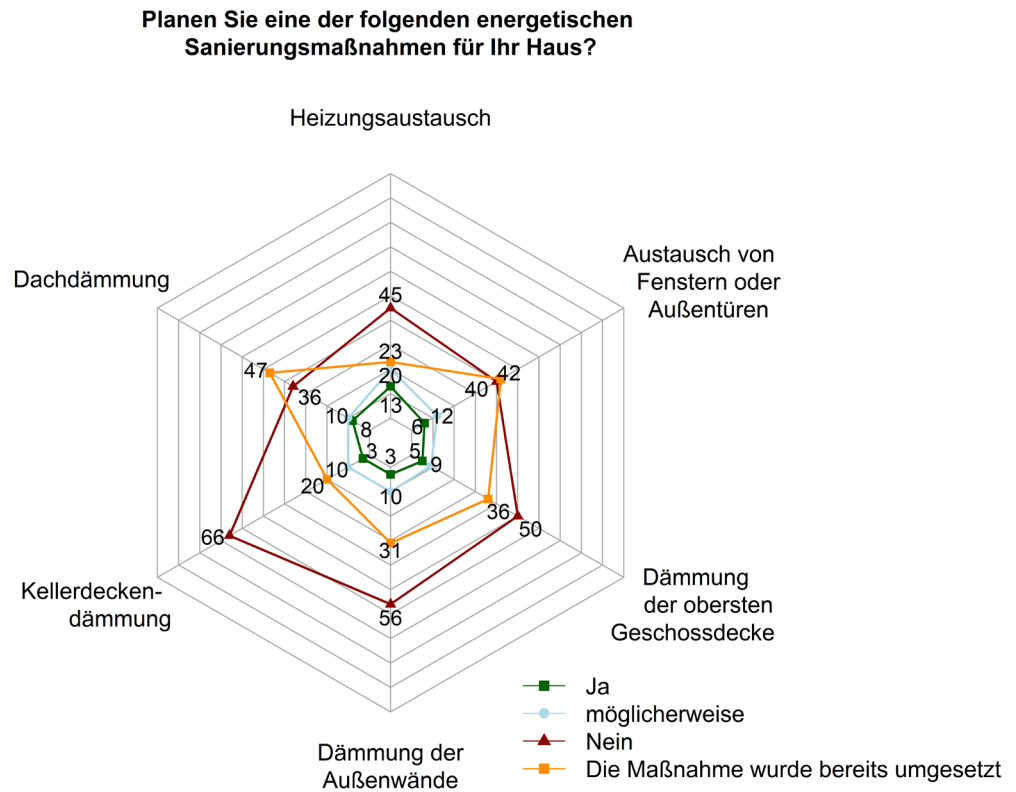 Planen Sie eine der folgenden energetischen
Sanierungsmaßnahmen für Ihr Haus?
Heizungsaustausch
Austausch von
Fenstern oder
Außentüren
Dachdämmung
45
23
20
13
47
36
10
8
42
40
12
6
3
3
5
9
10
20
10
36
50
31
66
56
Kellerdecken-
dämmung
Dämmung
der obersten
Geschossdecke
Dämmung der
Außenwände
Ja
möglicherweise
Nein
Die Maßnahme wurde bereits umgesetzt